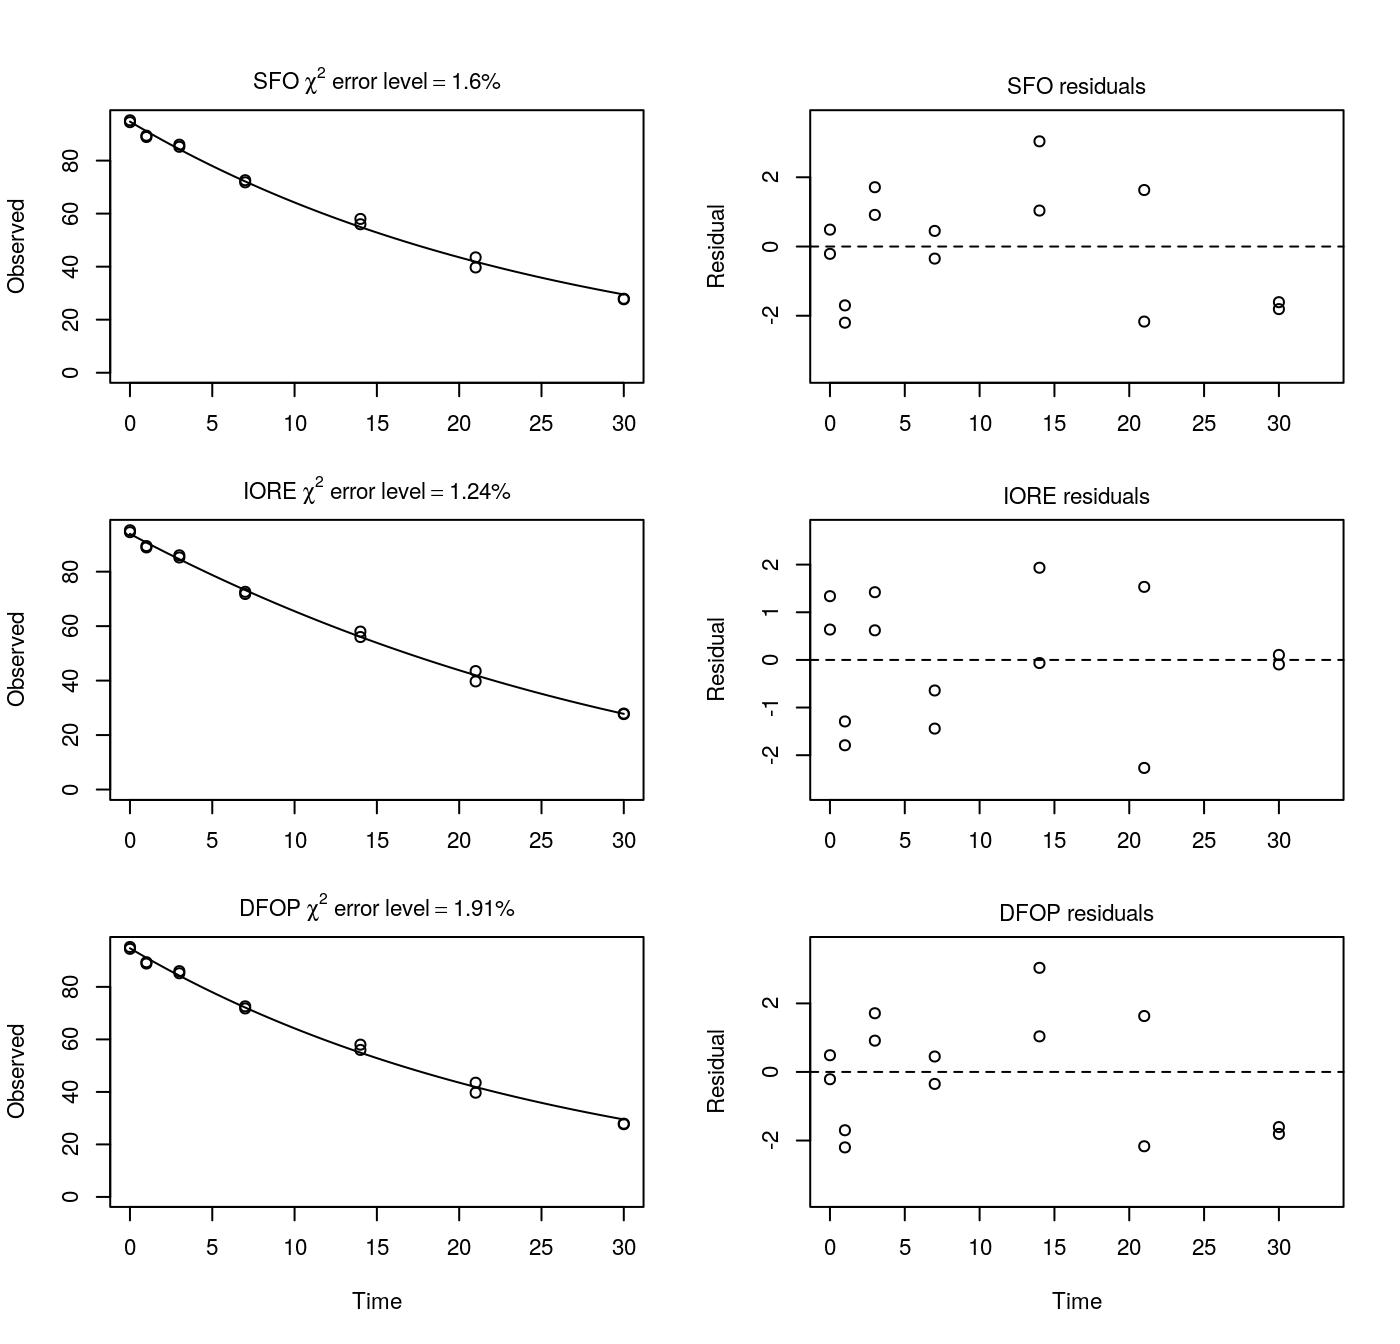 SFO χ² error level = 1.6%
Observed
80
60
40
20
0
0 5 10 15 20 25 30
SFO residuals
Residual
2
0
-2
0 5 10 15 20 25 30
IORE χ² error level = 1.24%
Observed
80
60
40
20
0
0 5 10 15 20 25 30
IORE residuals
Residual
2
1
0
-1
-2
0 5 10 15 20 25 30
DFOP χ² error level = 1.91%
Observed
80
60
40
20
0
0 5 10 15 20 25 30
Time
DFOP residuals
Residual
2
0
-2
0 5 10 15 20 25 30
Time